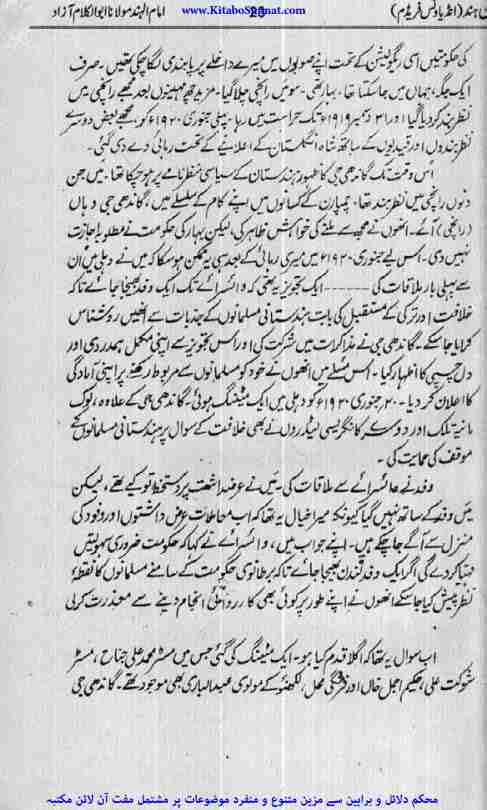 امام الہند مولانا ابوالکلام آزاد 23 ہند (انڈیا ونس فریڈم)
www.KitaboSunnat.com
کی حکومتیں اسی ریگولیشن کے تحت اپنے صوبوں میں میرے داخلے پر پابندی لگا چکی تھیں۔ صرف
ایک جگہ، جہاں میں جا سکتا تھا، بہار تھی۔ سو میں رانچی چلا گیا۔ مزید چھ مہینوں بعد مجھے رانچی میں
نظر بند کر دیا گیا اور ۳۱ دسمبر ۱۹۱۹ء تک حراست میں رہا۔ پہلی جنوری ۱۹۲۰ء کو، مجھے بعض دوسرے
نظر بندوں اور قیدیوں کے ساتھ شاہ انگلستان کے اعلانیے کے تحت رہائی دے دی گئی۔
اس وقت تک گاندھی جی کا ظہور ہندستان کے سیاسی منظرنامے پر ہو چکا تھا۔ میں جن
دنوں رانچی میں نظر بند تھا، چمپارن کے کسانوں میں اپنے کام کے سلسلے میں، گاندھی جی وہاں
(رانچی) آئے۔ انھوں نے مجھ سے ملنے کی خواہش ظاہر کی، لیکن بہار کی حکومت نے مطلوبہ اجازت
نہیں دی۔ اس لیے جنوری ۱۹۲۰ء میں میری رہائی کے بعد ہی یہ ممکن ہو سکا کہ میں نے دہلی میں ان
سے پہلی بار ملاقات کی ------ ایک تجویز یہ تھی کہ وائسرائے تک ایک وفد بھیجا جائے تاکہ
خلافت اور ترکی کے مستقبل کی بابت ہندستانی مسلمانوں کے جذبات سے انھیں روشناس
کرایا جا سکے۔ گاندھی جی نے مذاکرات میں شرکت کی اور اس تجویز سے اپنی مکمل ہمدردی اور
دل چسپی کا اظہار کیا۔ اس مسئلے میں انھوں نے خود کو مسلمانوں سے مربوط رکھنے پر اپنی آمادگی
کا اعلان کر دیا۔ ۲۰ جنوری ۱۹۲۰ء کو دہلی میں ایک میٹنگ ہوئی۔ گاندھی جی کے علاوہ، لوک
مانیہ تلک اور دوسرے کانگریسی لیڈروں نے بھی خلافت کے سوال پر ہندستانی مسلمانوں کے
موقف کی حمایت کی۔
وفد نے وائسرائے سے ملاقات کی۔ میں نے عرضداشت پر دستخط تو کیے تھے، لیکن
میں وفد کے ساتھ نہیں گیا کیونکہ میرا خیال یہ تھا کہ اب معاملات عرض داشتوں اور وفود کی
منزل سے آگے جا چکے ہیں۔ اپنے جواب میں، وائسرائے نے کہا کہ حکومت ضروری سہولتیں
مہیا کر دے گی اگر ایک وفد لندن بھیجا جائے تاکہ برطانوی حکومت کے سامنے مسلمانوں کا نقطۂ
نظر پیش کیا جا سکے انھوں نے اپنے طور پر کوئی بھی کارروائی انجام دینے سے معذرت کر لی
اب سوال یہ تھا کہ اگلا قدم کیا ہو۔ ایک میٹنگ کی گئی جس میں مسٹر محمد علی جناح، مسٹر
شوکت علی، حکیم اجمل خاں اور فرنگی محل، لکھنؤ کے مولوی عبدالباری بھی موجود تھے۔ گاندھی جی
محکم دلائل و براہین سے مزین متنوع و منفرد موضوعات پر مشتمل مفت آن لائن مکتبہ